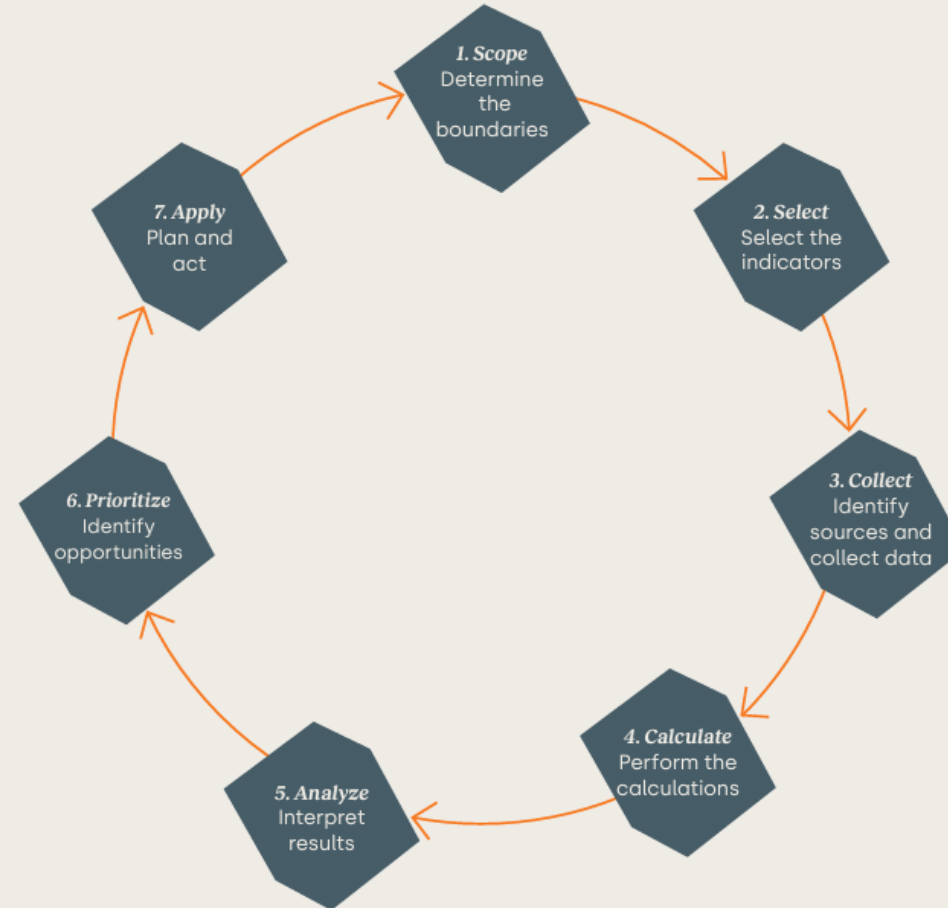 1. Scope
Determine
the
boundaries
2. Select
Select the
indicators
3. Collect
Identify
sources and
collect data
4. Calculate
Perform the
calculations
5. Analyze
Interpret
results
6. Prioritize
Identify
opportunities
7. Apply
Plan and
act